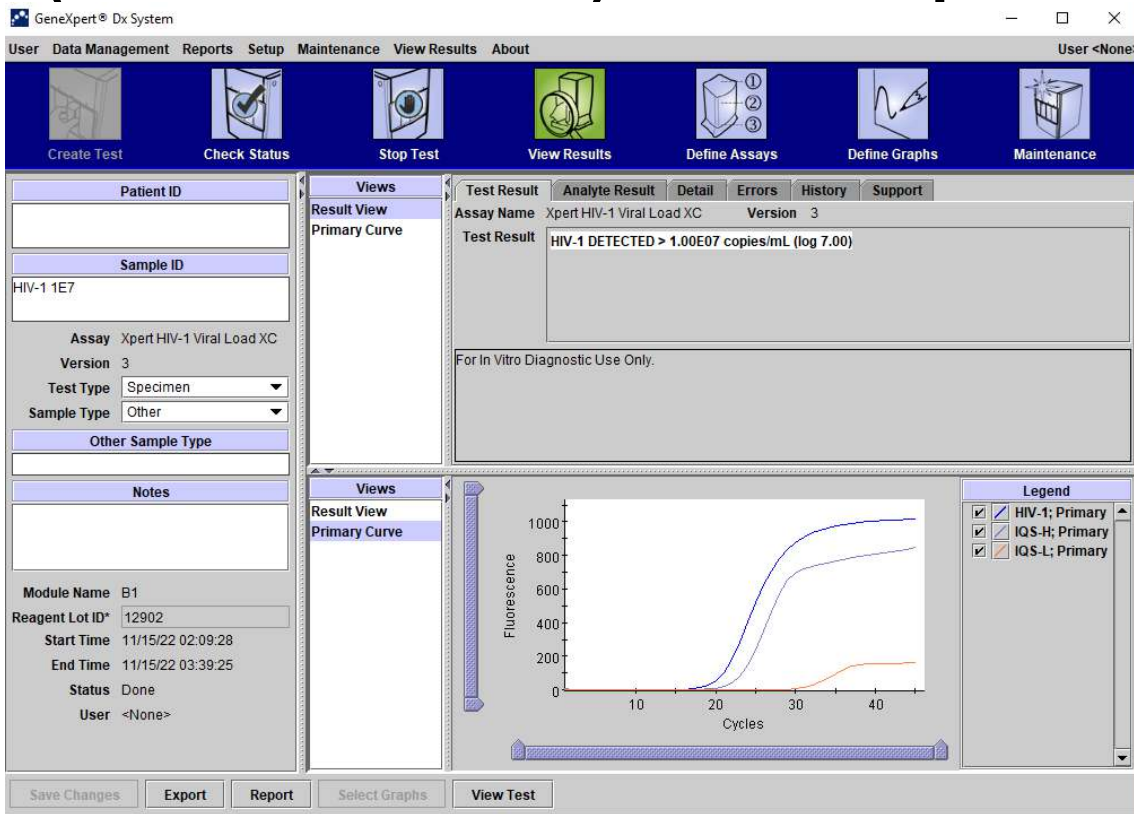 GeneXpert® Dx System
User Data Management Reports Setup Maintenance View Results About User <None>
Create Test Check Status Stop Test View Results Define Assays Define Graphs Maintenance
1
2
3
Patient ID
Sample ID
HIV-1 1E7
Assay Xpert HIV-1 Viral Load XC
Version 3
Test Type Specimen
Sample Type Other
Other Sample Type
Notes
Module Name B1
Reagent Lot ID* 12902
Start Time 11/15/22 02:09:28
End Time 11/15/22 03:39:25
Status Done
User <None>
Views
Result View
Primary Curve
Test Result Analyte Result Detail Errors History Support
Assay Name Xpert HIV-1 Viral Load XC Version 3
Test Result HIV-1 DETECTED > 1.00E07 copies/mL (log 7.00)
For In Vitro Diagnostic Use Only.
Views
Result View
Primary Curve
Fluorescence
1000
800
600
400
200
0
10 20 30 40
Cycles
Legend
HIV-1; Primary
IQS-H; Primary
IQS-L; Primary
Save Changes Export Report Select Graphs View Test